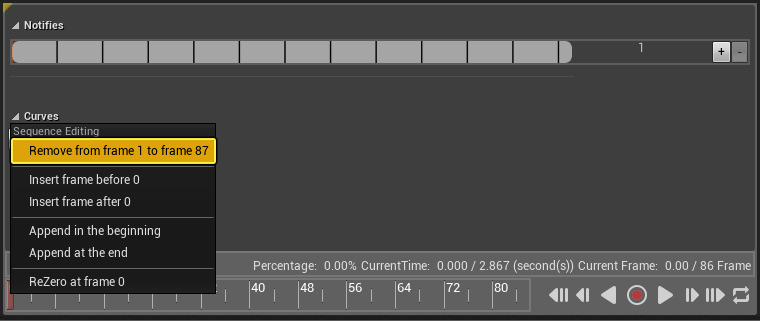 Notifies
1
+
-
Curves
Sequence Editing
Remove from frame 1 to frame 87
Insert frame before 0
Insert frame after 0
Append in the beginning
Append at the end
ReZero at frame 0
Percentage: 0.00% CurrentTime: 0.000 / 2.867 (second(s)) Current Frame: 0.00 / 86 Frame
40 48 56 64 72 80